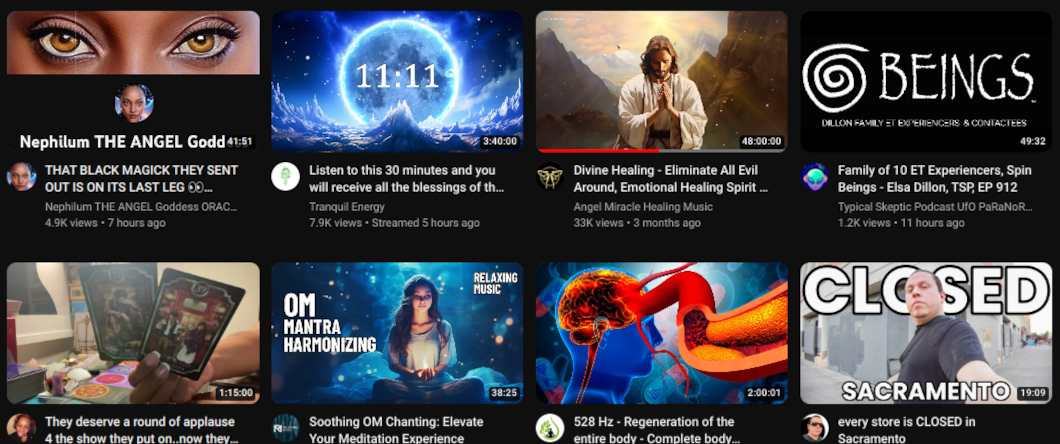 Nephilum THE ANGEL Godd
41:51
THAT BLACK MAGICK THEY SENT
OUT IS ON ITS LAST LEG 👀...
Nephilum THE ANGEL Goddess ORAC...
4.9K views • 7 hours ago
11:11
3:40:00
Listen to this 30 minutes and you
will receive all the blessings of th...
Tranquil Energy
7.9K views • Streamed 5 hours ago
48:00:00
Divine Healing - Eliminate All Evil
Around, Emotional Healing Spirit ...
Angel Miracle Healing Music
33K views • 3 months ago
BEINGS
DILLON FAMILY ET EXPERIENCERS & CONTACTEES
49:32
Family of 10 ET Experiencers, Spin
Beings - Elsa Dillon, TSP, EP 912
Typical Skeptic Podcast UfO PaRaNoR...
1.2K views • 11 hours ago
1:15:00
They deserve a round of applause
4 the show they put on..now they...
RELAXING
MUSIC
OM
MANTRA
HARMONIZING
38:25
Soothing OM Chanting: Elevate
Your Meditation Experience
2:00:01
528 Hz - Regeneration of the
entire body - Complete body...
CLOSED
SACRAMENTO
19:09
every store is CLOSED in
Sacramento